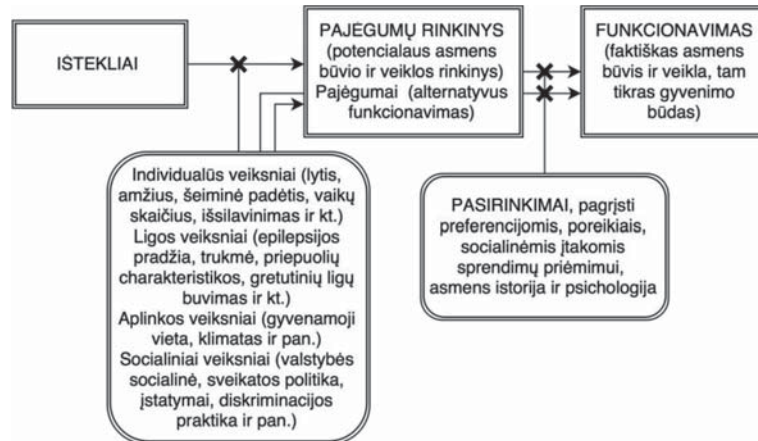 IŠTEKLIAI
PAJĖGUMŲ RINKINYS
(potencialaus asmens
būvio ir veiklos rinkinys)
Pajėgumai (alternatyvus
funkcionavimas)
FUNKCIONAVIMAS
(faktiškas asmens
būvis ir veikla, tam
tikras gyvenimo
būdas)
Individualūs veiksniai (lytis,
amžius, šeiminė padėtis, vaikų
skaičius, išsilavinimas ir kt.)
Ligos veiksniai (epilepsijos
pradžia, trukmė, priepuolių
charakteristikos, gretutinių ligų
buvimas ir kt.)
Aplinkos veiksniai (gyvenamoji
vieta, klimatas ir pan.)
Socialiniai veiksniai (valstybės
socialinė, sveikatos politika,
įstatymai, diskriminacijos
praktika ir pan.)
PASIRINKIMAI, pagrįsti
preferencijomis, poreikiais,
socialinėmis įtakomis
sprendimų priėmimui,
asmens istorija ir psichologija